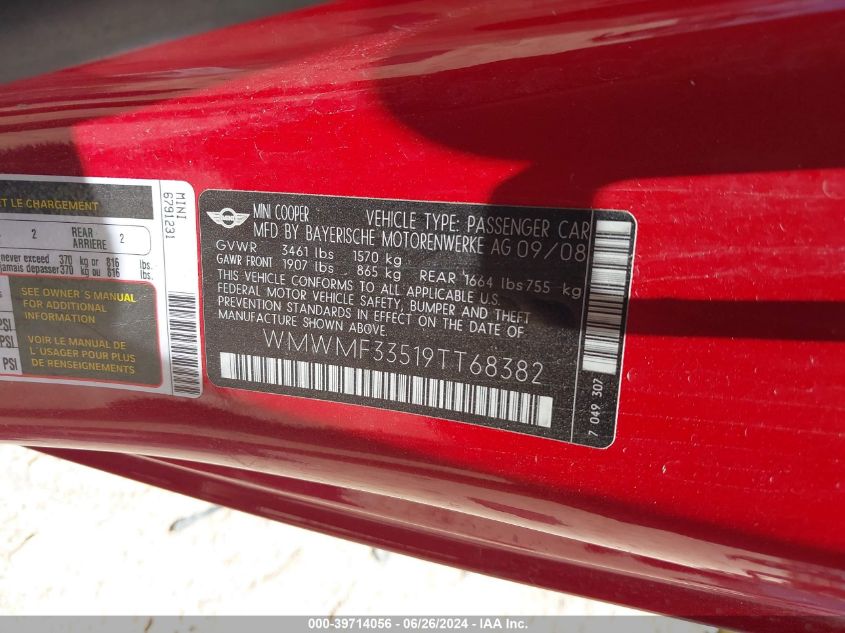 ET LE CHARGEMENT
2 REAR ARRIERE 2
never exceed 370 kg or 816 lbs.
jamais depasser 370 kg ou 816 lb.
SEE OWNER'S MANUAL
FOR ADDITIONAL
INFORMATION
VOIR LE MANUEL DE
L'USAGER POUR PLUS
PSI
PSI
PSI
MINI
6791231
MINI
MINI COOPER VEHICLE TYPE: PASSENGER CAR
MFD BY BAYERISCHE MOTORENWERKE AG 09/08
GVWR 3461 lbs 1570 kg
GAWR FRONT 1907 lbs 865 kg REAR 1664 lbs 755 kg
THIS VEHICLE CONFORMS TO ALL APPLICABLE U.S.
FEDERAL MOTOR VEHICLE SAFETY, BUMPER AND THEFT
PREVENTION STANDARDS IN EFFECT ON THE DATE OF
MANUFACTURE SHOWN ABOVE.
WMWMF33519TT68382
7 049 307
000-39714056 / 06/26/2024 / IAA Inc.